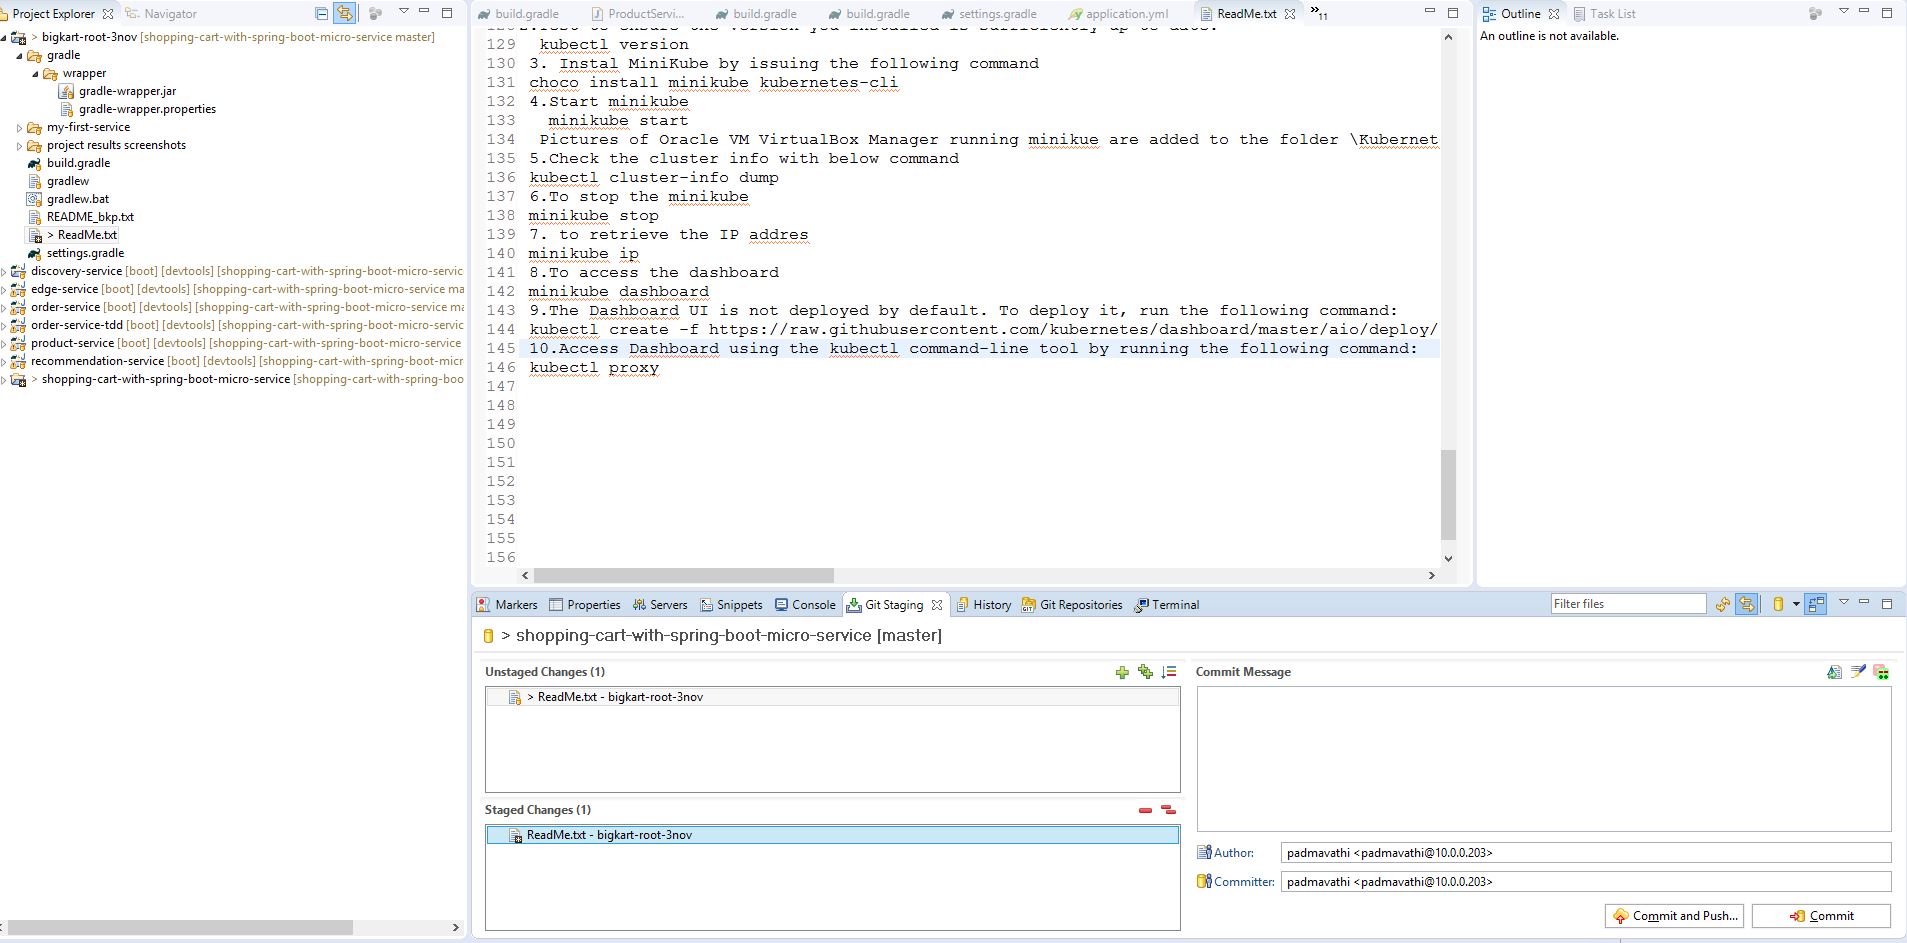 Project Explorer
Navigator
> bigkart-root-3nov [shopping-cart-with-spring-boot-micro-service master]
gradle
wrapper
gradle-wrapper.jar
gradle-wrapper.properties
my-first-service
project results screenshots
build.gradle
gradlew
gradlew.bat
README_bkp.txt
> ReadMe.txt
settings.gradle
discovery-service [boot] [devtools] [shopping-cart-with-spring-boot-micro-servic
edge-service [boot] [devtools] [shopping-cart-with-spring-boot-micro-service ma
order-service [boot] [devtools] [shopping-cart-with-spring-boot-micro-service ma
order-service-tdd [boot] [devtools] [shopping-cart-with-spring-boot-micro-servic
product-service [boot] [devtools] [shopping-cart-with-spring-boot-micro-service
recommendation-service [boot] [devtools] [shopping-cart-with-spring-boot-micr
> shopping-cart-with-spring-boot-micro-service [shopping-cart-with-spring-boo
build.gradle
ProductServi...
build.gradle
build.gradle
settings.gradle
application.yml
ReadMe.txt
»11
129 kubectl version
130 3. Instal MiniKube by issuing the following command
131 choco install minikube kubernetes-cli
132 4.Start minikube
133 minikube start
134 Pictures of Oracle VM VirtualBox Manager running minikue are added to the folder \Kubernet
135 5.Check the cluster info with below command
136 kubectl cluster-info dump
137 6.To stop the minikube
138 minikube stop
139 7. to retrieve the IP addres
140 minikube ip
141 8.To access the dashboard
142 minikube dashboard
143 9.The Dashboard UI is not deployed by default. To deploy it, run the following command:
144 kubectl create -f https://raw.githubusercontent.com/kubernetes/dashboard/master/aio/deploy/
145 10.Access Dashboard using the kubectl command-line tool by running the following command:
146 kubectl proxy
147
148
149
150
151
152
153
154
155
156
Outline
Task List
An outline is not available.
Markers
Properties
Servers
Snippets
Console
Git Staging
History
Git Repositories
Terminal
Filter files
> shopping-cart-with-spring-boot-micro-service [master]
Unstaged Changes (1)
> ReadMe.txt - bigkart-root-3nov
Staged Changes (1)
ReadMe.txt - bigkart-root-3nov
Commit Message
Author: padmavathi <padmavathi@10.0.0.203>
Committer: padmavathi <padmavathi@10.0.0.203>
Commit and Push...
Commit